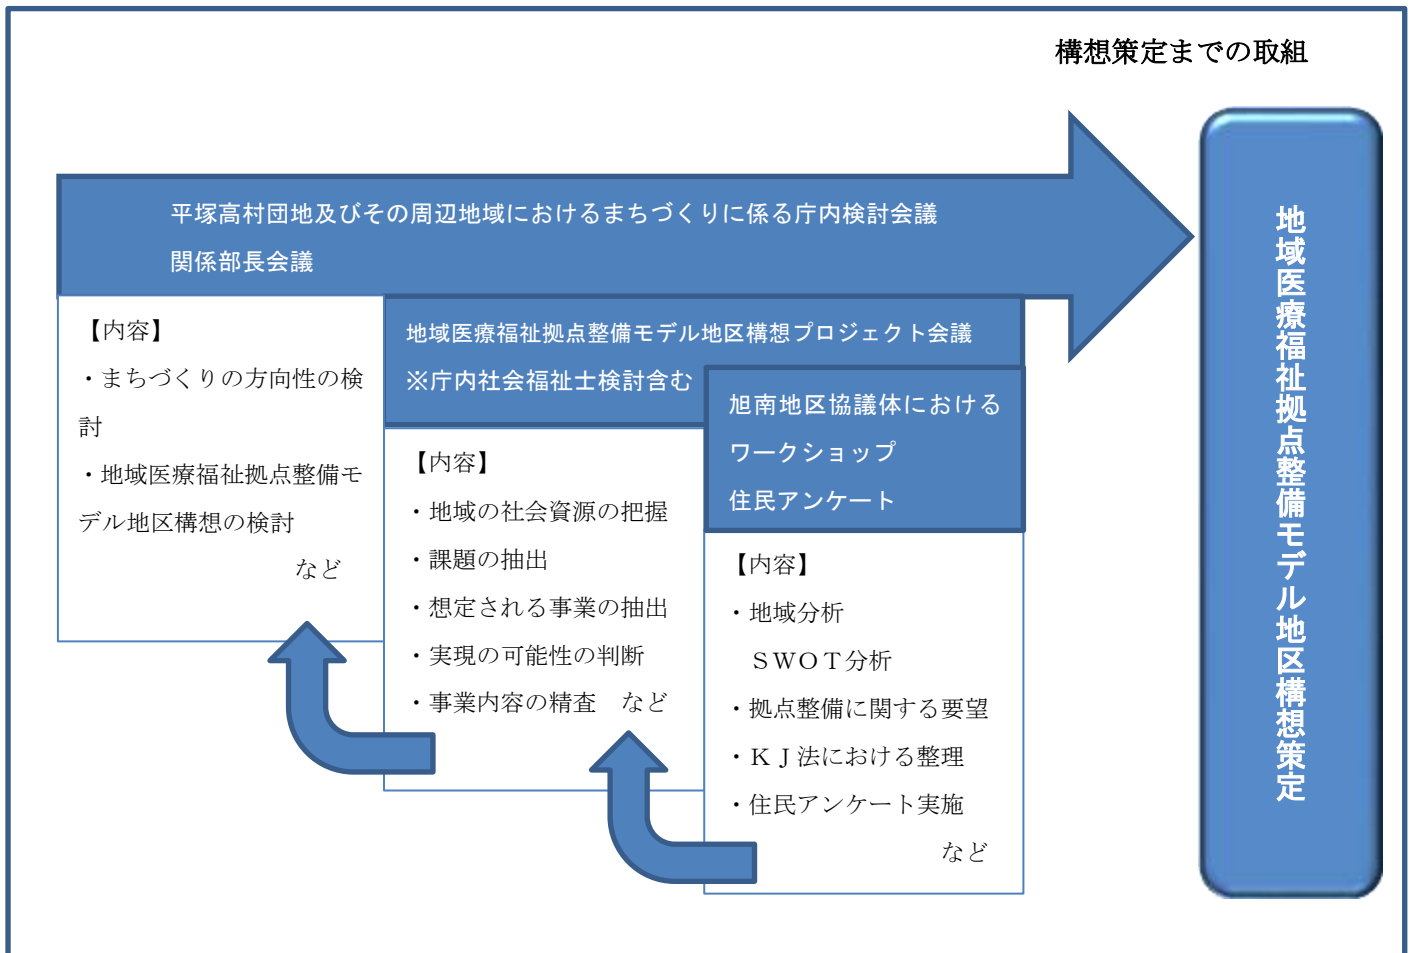 構想策定までの取組
平塚高村団地及びその周辺地域におけるまちづくりに係る庁内検討会議
関係部長会議
【内容】
・まちづくりの方向性の検
討
・地域医療福祉拠点整備モ
デル地区構想の検討
など
地域医療福祉拠点整備モデル地区構想プロジェクト会議
※庁内社会福祉士検討含む
【内容】
・地域の社会資源の把握
・課題の抽出
・想定される事業の抽出
・実現の可能性の判断
・事業内容の精査　など
旭南地区協議体における
ワークショップ
住民アンケート
【内容】
・地域分析
　ＳＷＯＴ分析
・拠点整備に関する要望
・ＫＪ法における整理
・住民アンケート実施
など
地域医療福祉拠点整備モデル地区構想策定